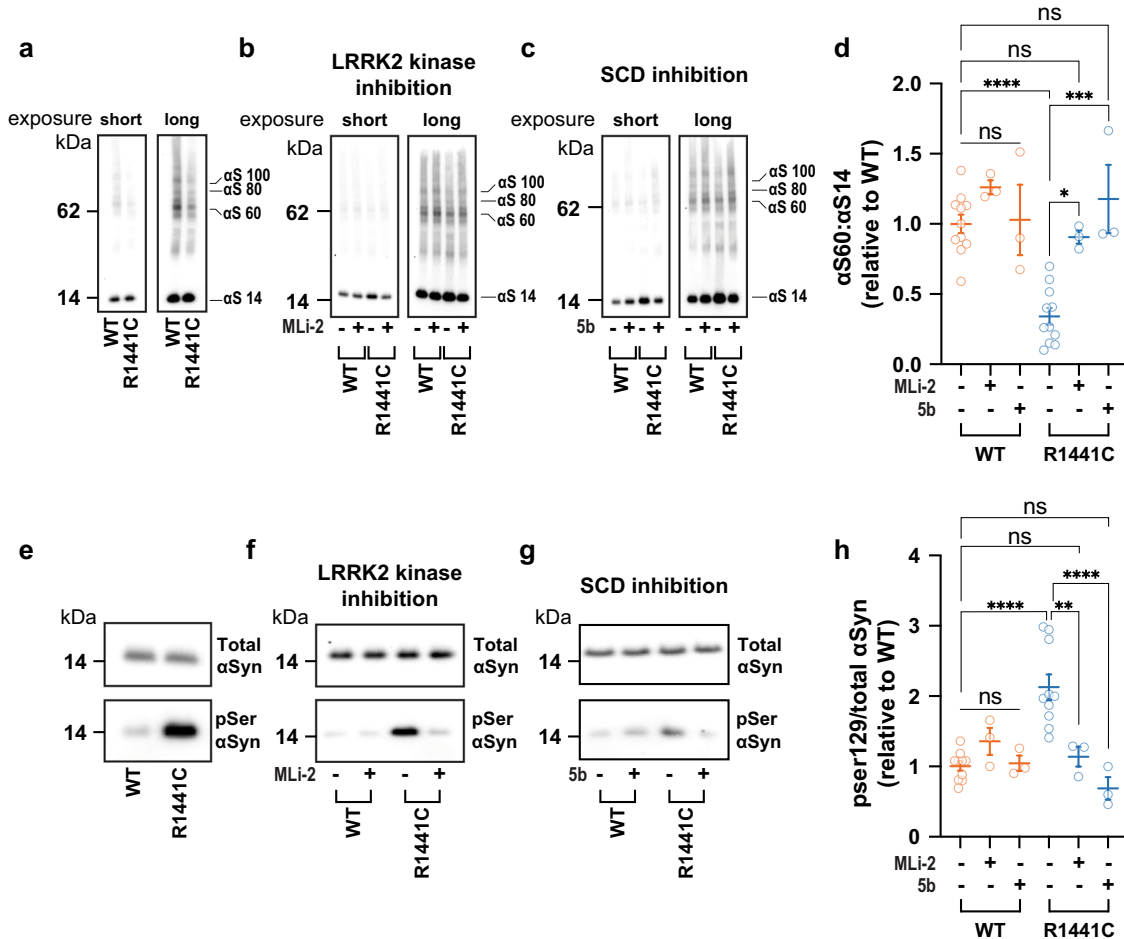 a
exposure short long
kDa
62
14
αS 100
αS 80
αS 60
αS 14
WT
R1441C
b
LRRK2 kinase
inhibition
exposure short long
kDa
62
14
αS 100
αS 80
αS 60
αS 14
MLi-2 - + - + - + - +
WT
R1441C
WT
R1441C
c
SCD inhibition
exposure short long
kDa
62
14
αS 100
αS 80
αS 60
αS 14
5b - + - + - + - +
WT
R1441C
WT
R1441C
d
ns
ns
****
***
ns
*
αS60:αS14
(relative to WT)
2.0
1.5
1.0
0.5
0.0
MLi-2 - + - - + -
5b - - + - - +
WT R1441C
e
kDa
14
Total
αSyn
14
pSer
αSyn
WT
R1441C
f
LRRK2 kinase
inhibition
kDa
14
Total
αSyn
14
pSer
αSyn
MLi-2 - + - +
WT
R1441C
g
SCD inhibition
kDa
14
Total
αSyn
14
pSer
αSyn
5b - + - +
WT
R1441C
h
ns
ns
****
****
**
ns
pser129/total αSyn
(relative to WT)
4
3
2
1
0
MLi-2 - + - - + -
5b - - + - - +
WT R1441C